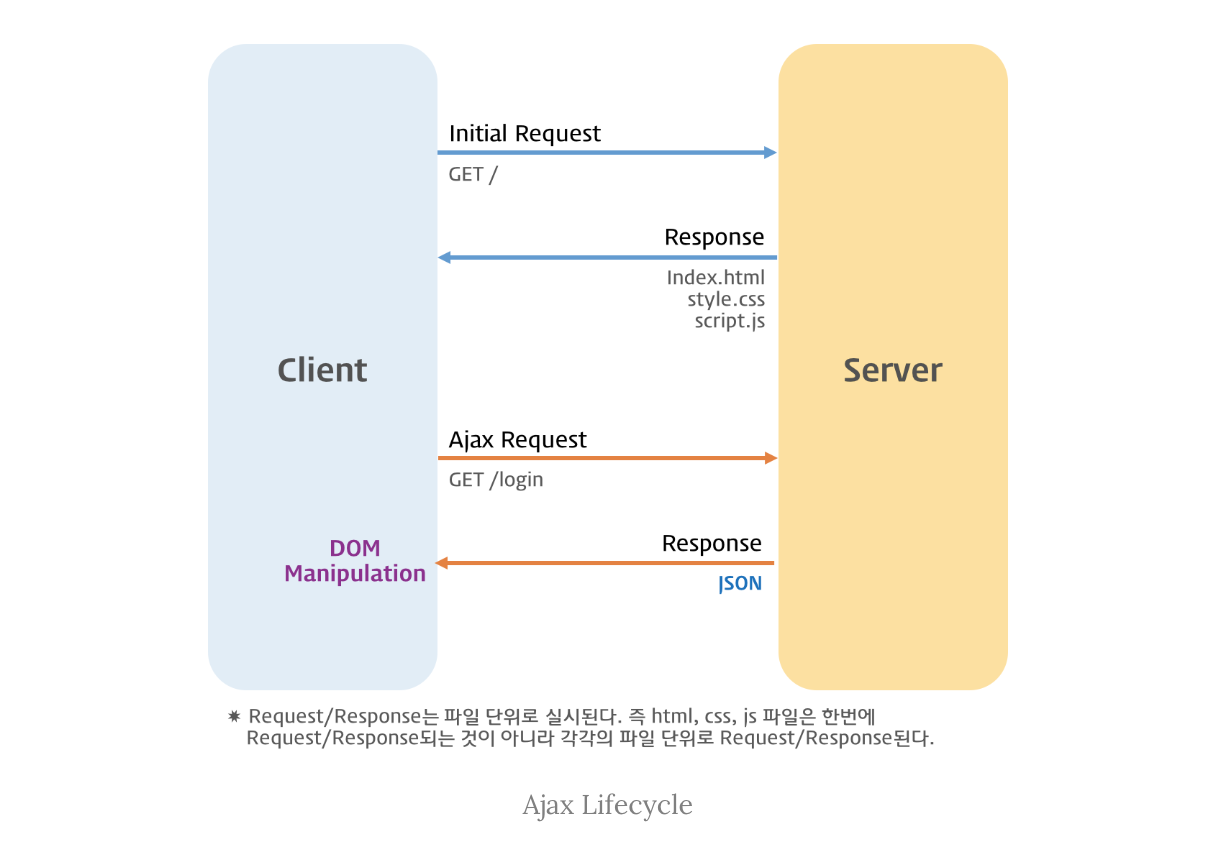 Initial Request
GET /
Response
Index.html
style.css
script.js
Client
Server
Ajax Request
GET /login
DOM
Manipulation
Response
JSON
✷ Request/Response는 파일 단위로 실시된다. 즉 html, css, js 파일은 한번에
Request/Response되는 것이 아니라 각각의 파일 단위로 Request/Response된다.
Ajax Lifecycle